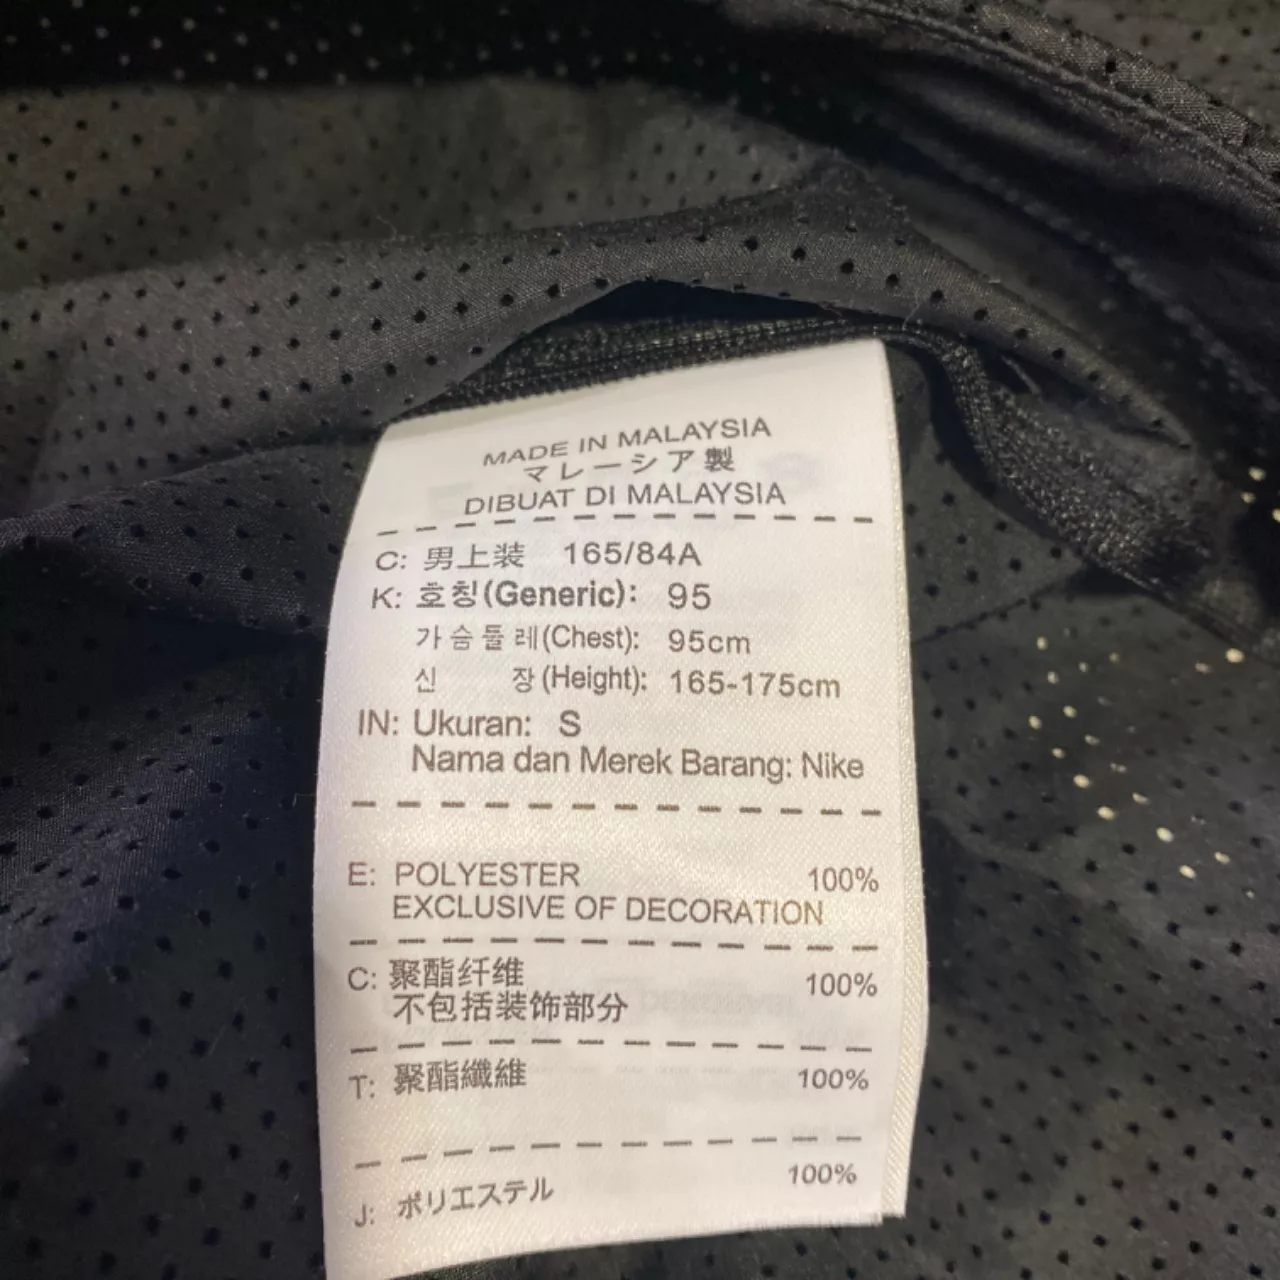 MADE IN MALAYSIA
マレーシア製
DIBUAT DI MALAYSIA
C: 男上装 165/84A
K: 호칭(Generic): 95
가슴둘레(Chest): 95cm
신 장(Height): 165-175cm
IN: Ukuran: S
Nama dan Merek Barang: Nike
E: POLYESTER 100%
EXCLUSIVE OF DECORATION
C: 聚酯纤维 100%
不包括装饰部分
T: 聚酯纖維 100%
J: ポリエステル 100%